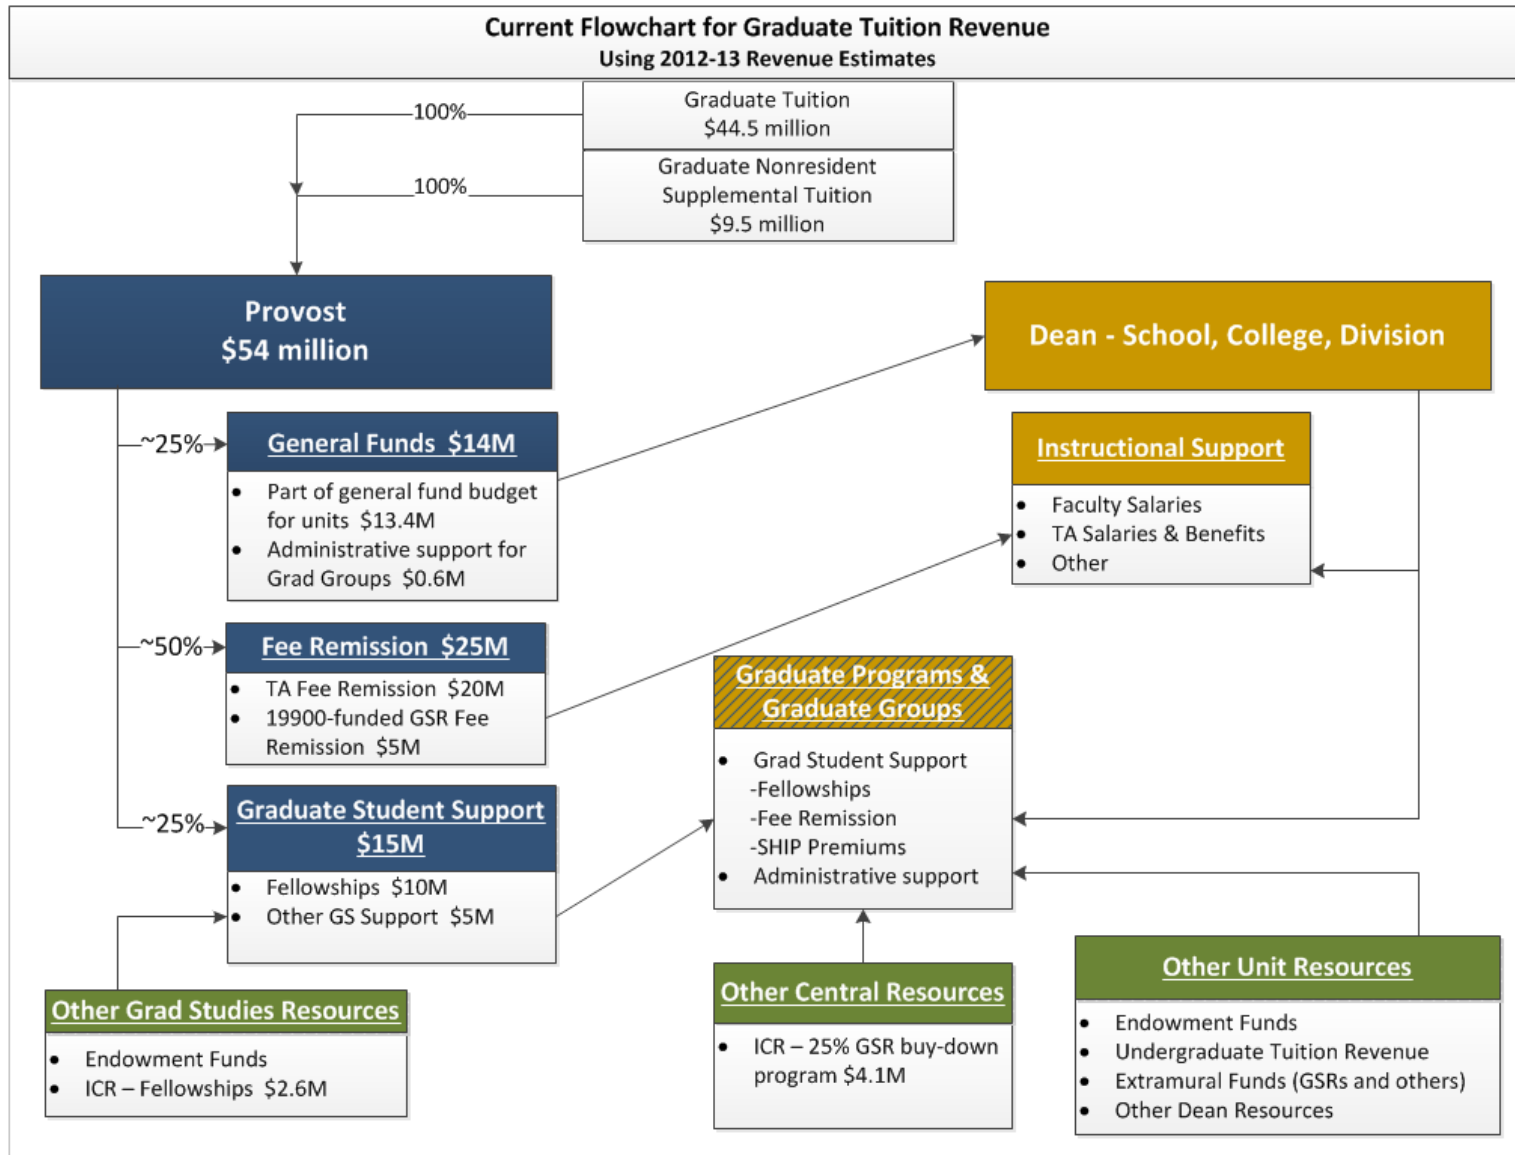 Current Flowchart for Graduate Tuition Revenue
Using 2012-13 Revenue Estimates
Graduate Tuition
$44.5 million
100%
Graduate Nonresident
Supplemental Tuition
$9.5 million
100%
Provost
$54 million
Dean - School, College, Division
~25%
General Funds $14M
• Part of general fund budget
for units $13.4M
• Administrative support for
Grad Groups $0.6M
Instructional Support
• Faculty Salaries
• TA Salaries & Benefits
• Other
~50%
Fee Remission $25M
• TA Fee Remission $20M
• 19900-funded GSR Fee
Remission $5M
Graduate Programs &
Graduate Groups
• Grad Student Support
-Fellowships
-Fee Remission
-SHIP Premiums
• Administrative support
~25%
Graduate Student Support
$15M
• Fellowships $10M
• Other GS Support $5M
Other Grad Studies Resources
• Endowment Funds
• ICR – Fellowships $2.6M
Other Central Resources
• ICR – 25% GSR buy-down
program $4.1M
Other Unit Resources
• Endowment Funds
• Undergraduate Tuition Revenue
• Extramural Funds (GSRs and others)
• Other Dean Resources